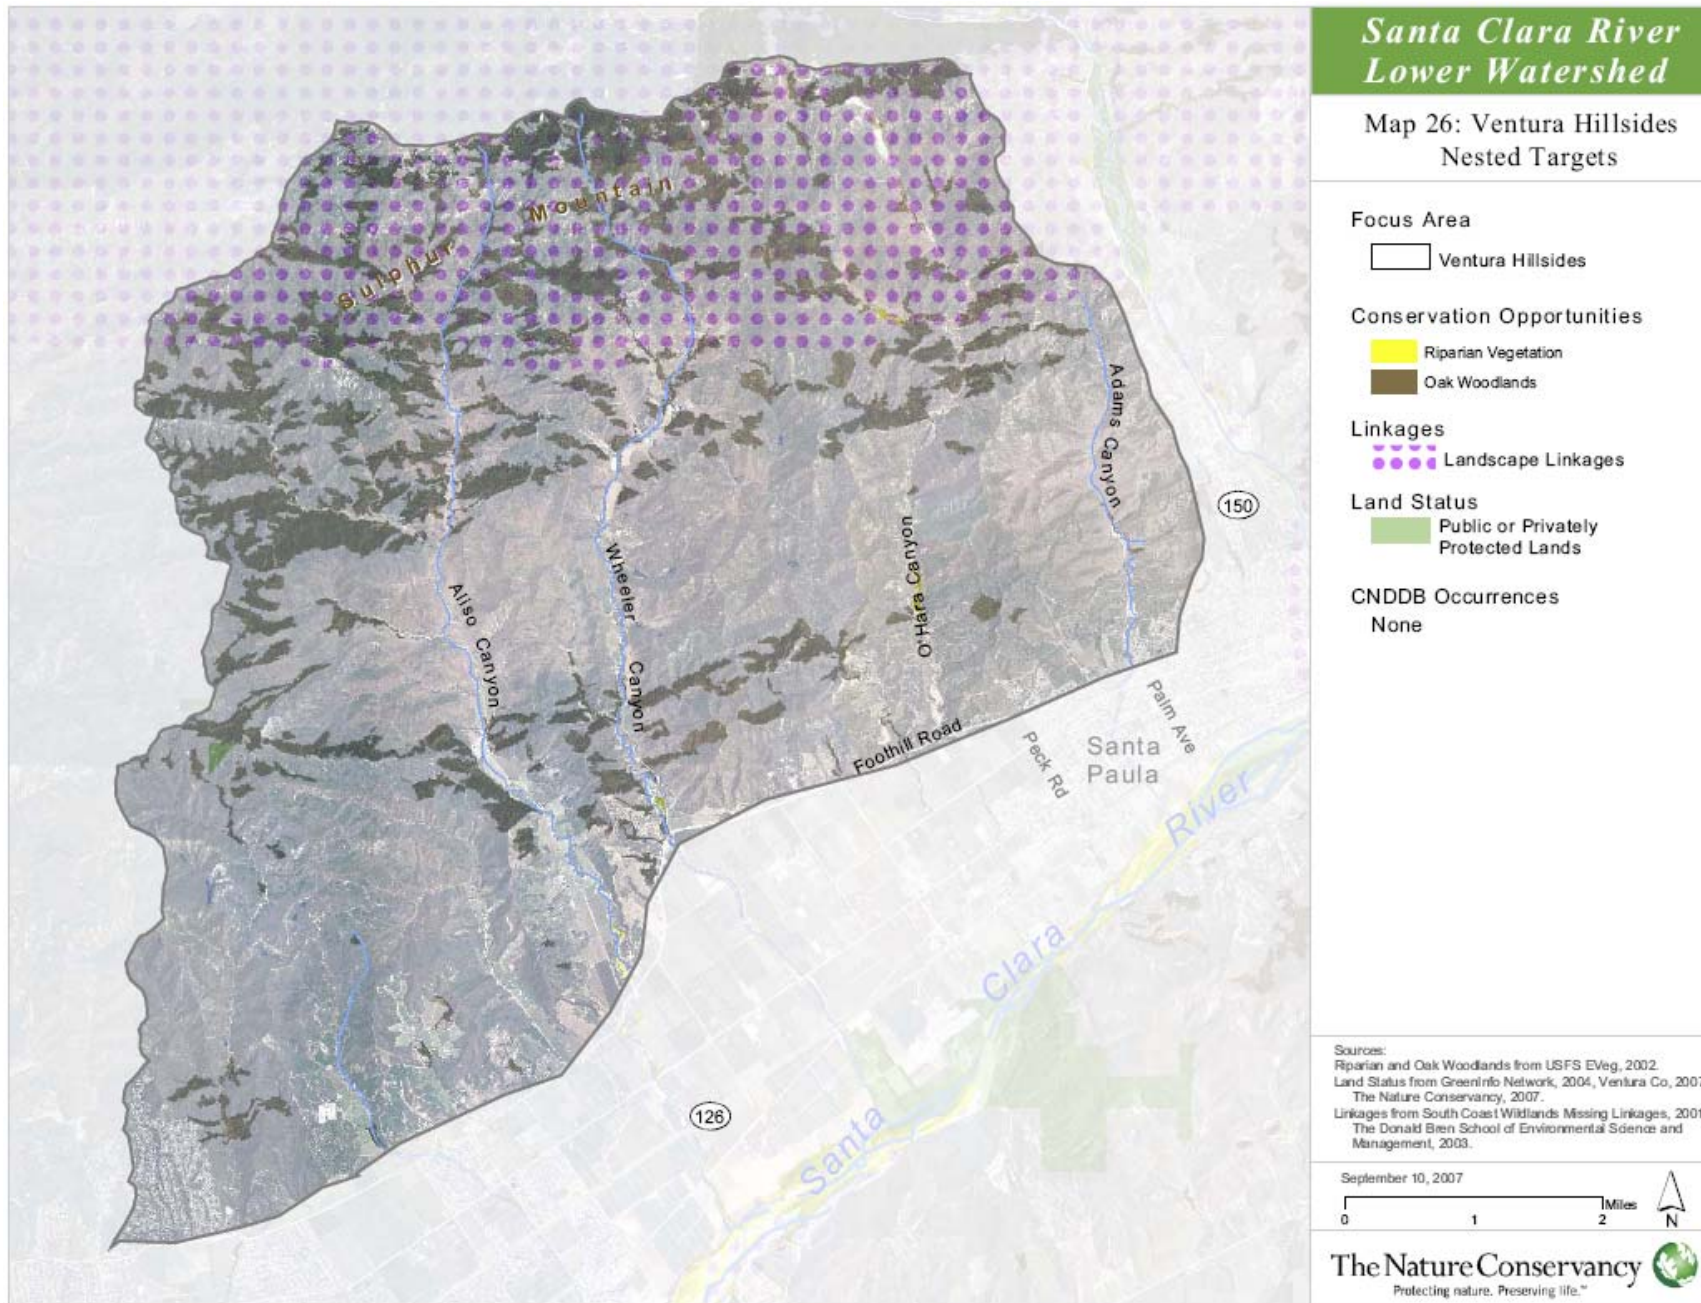 Santa Clara River
Lower Watershed
Map 26: Ventura Hillsides
Nested Targets
Focus Area
Ventura Hillsides
Conservation Opportunities
Riparian Vegetation
Oak Woodlands
Linkages
Landscape Linkages
Land Status
Public or Privately
Protected Lands
CNDDB Occurrences
None
Sources:
Riparian and Oak Woodlands from USFS EVeg, 2002.
Land Status from GreenInfo Network, 2004, Ventura Co, 2007
The Nature Conservancy, 2007.
Linkages from South Coast Wildlands Missing Linkages, 2001
The Donald Bren School of Environmental Science and
Management, 2003.
September 10, 2007
Miles
0 1 2
N
The Nature Conservancy
Protecting nature. Preserving life.™
Sulphur Mountain
Adams Canyon
150
O'Hara Canyon
Wheeler Canyon
Aliso Canyon
Foothill Road
Palm Ave
Peck Rd
Santa
Paula
Santa Clara River
126